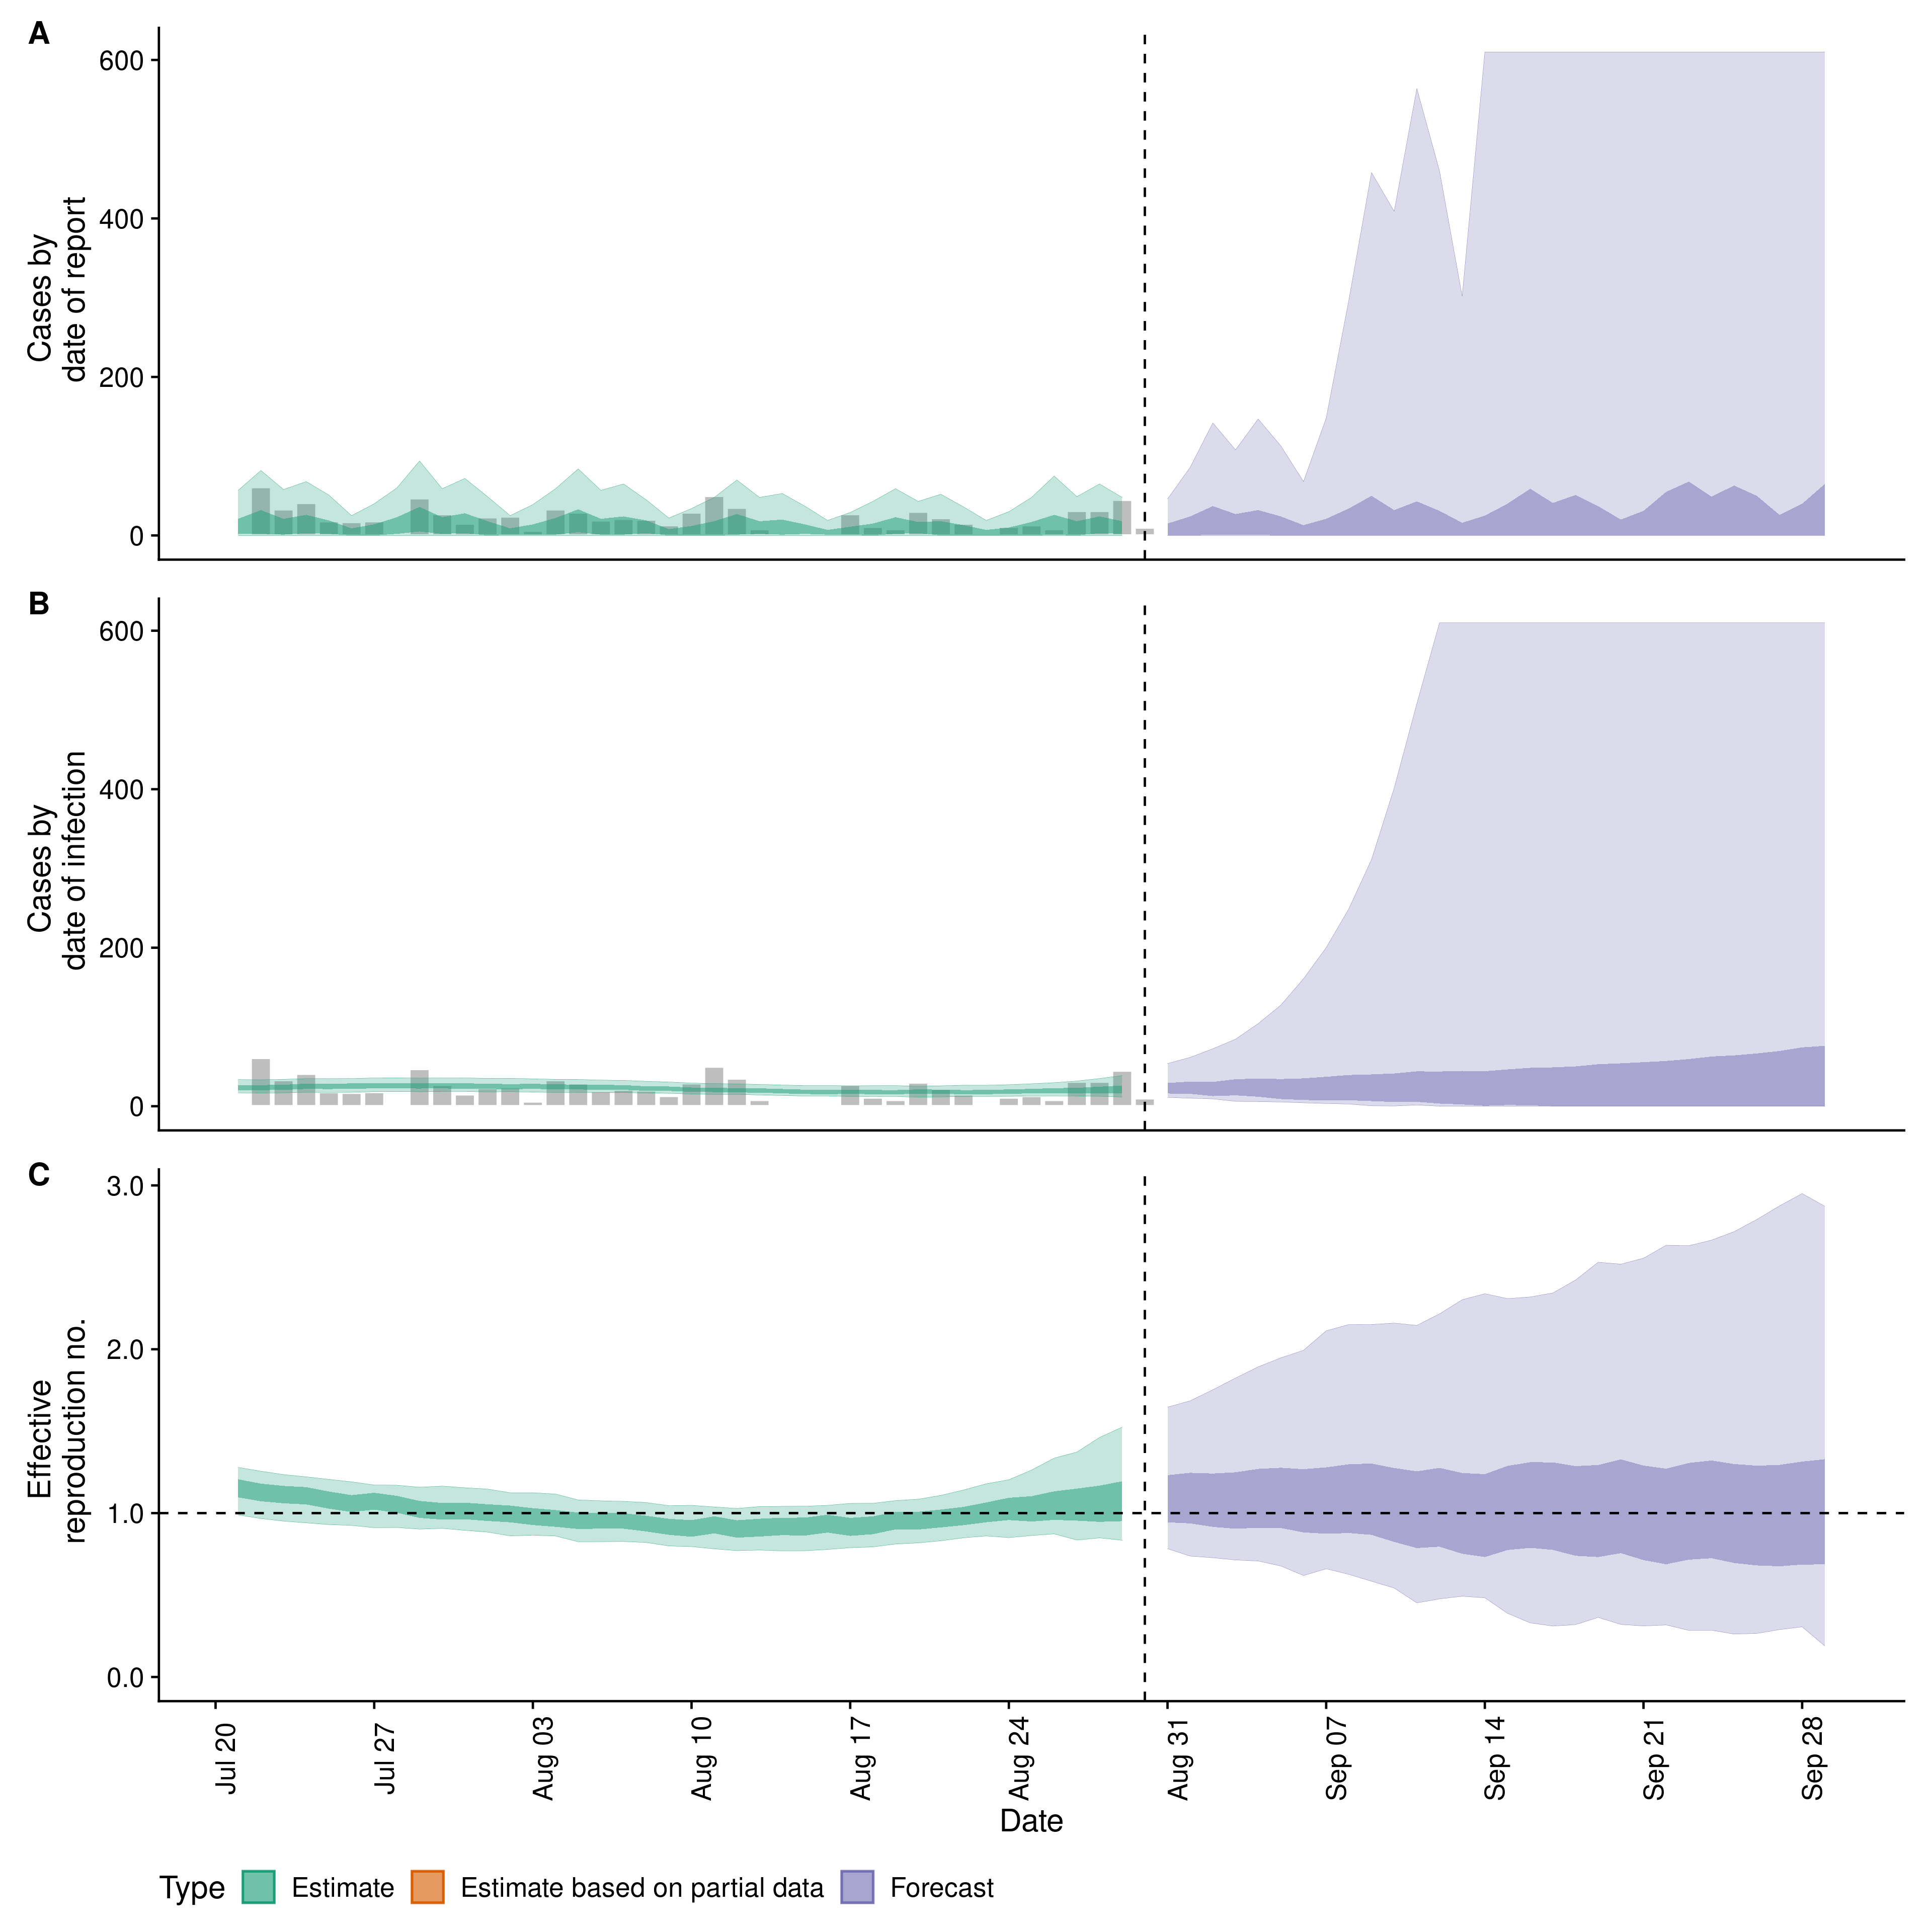 A
600
400
200
0
Cases by
date of report
B
600
400
200
0
Cases by
date of infection
C
3.0
2.0
1.0
0.0
Effective
reproduction no.
Jul 20
Jul 27
Aug 03
Aug 10
Aug 17
Aug 24
Aug 31
Sep 07
Sep 14
Sep 21
Sep 28
Date
Type Estimate Estimate based on partial data Forecast